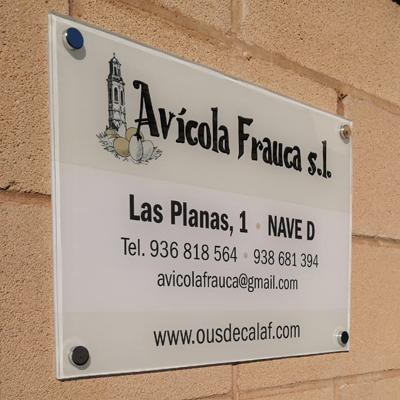 Avícola Frauca s.l.
Las Planas, 1 • NAVE D
Tel. 936 818 564 • 938 681 394
avicolafrauca@gmail.com
www.ousdecalaf.com